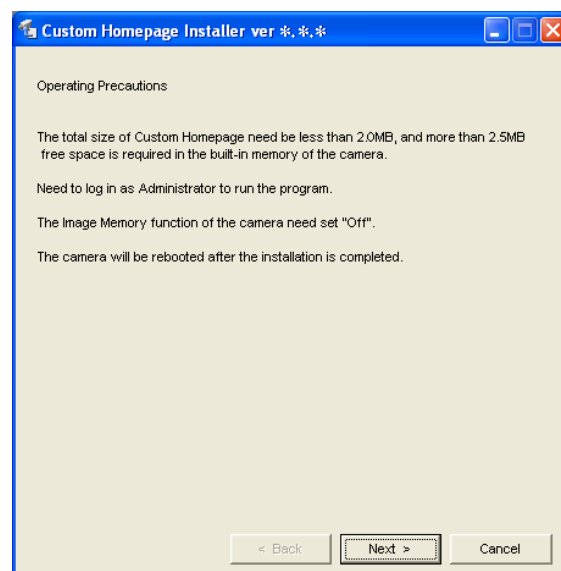 Custom Homepage Installer ver *.*.*
Operating Precautions
The total size of Custom Homepage need be less than 2.0MB, and more than 2.5MB
free space is required in the built-in memory of the camera.
Need to log in as Administrator to run the program.
The Image Memory function of the camera need set "Off".
The camera will be rebooted after the installation is completed.
< Back
Next >
Cancel